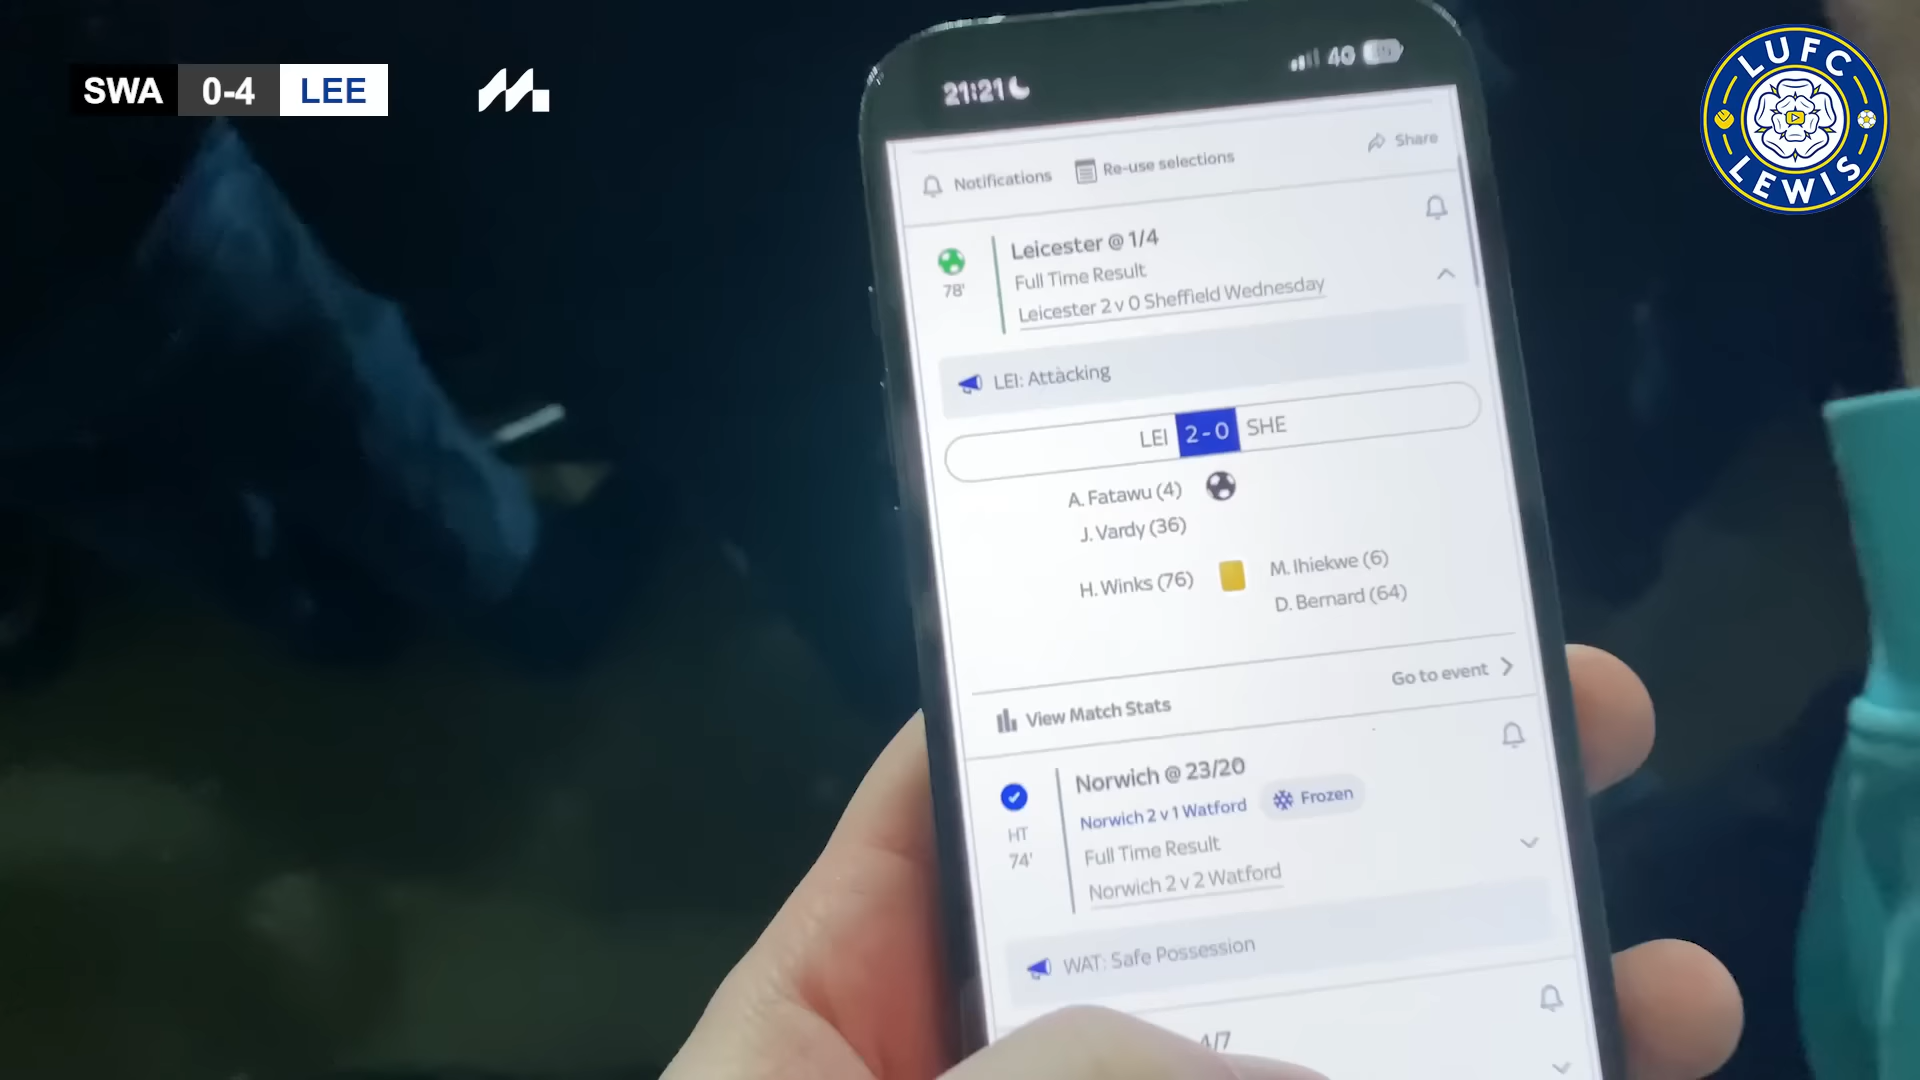 SWA 0-4 LEE
LUFC
LEWIS
21:21
4G
Notifications
Re-use selections
Share
Leicester @ 1/4
Full Time Result
78'
Leicester 2 v 0 Sheffield Wednesday
LEI: Attacking
LEI 2 - 0 SHE
A. Fatawu (4)
J. Vardy (36)
H. Winks (76)
M. Ihiekwe (6)
D. Bernard (64)
Go to event
View Match Stats
Norwich @ 23/20
Norwich 2 v 1 Watford
Frozen
HT
74'
Full Time Result
Norwich 2 v 2 Watford
WAT: Safe Possession
4/7